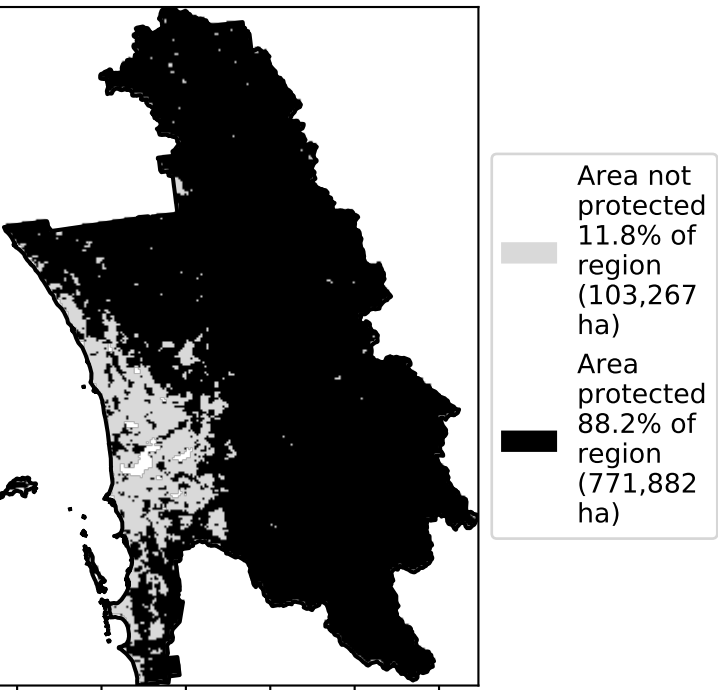 Area not
protected
11.8% of
region
(103,267
ha)
Area
protected
88.2% of
region
(771,882
ha)